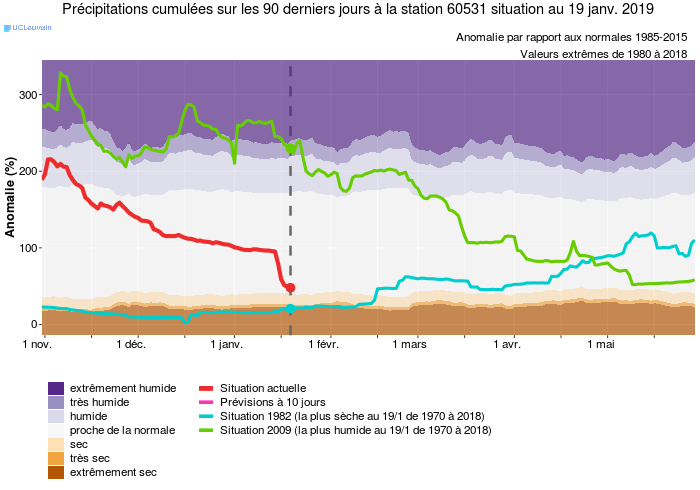 Précipitations cumulées sur les 90 derniers jours à la station 60531 situation au 19 janv. 2019
UCLouvain
Anomalie par rapport aux normales 1985-2015
Valeurs extrêmes de 1980 à 2018
Anomalie (%)
300
200
100
0
1 nov.
1 déc.
1 janv.
1 févr.
1 mars
1 avr.
1 mai
extrêmement humide
très humide
humide
proche de la normale
sec
très sec
extrêmement sec
Situation actuelle
Prévisions à 10 jours
Situation 1982 (la plus sèche au 19/1 de 1970 à 2018)
Situation 2009 (la plus humide au 19/1 de 1970 à 2018)